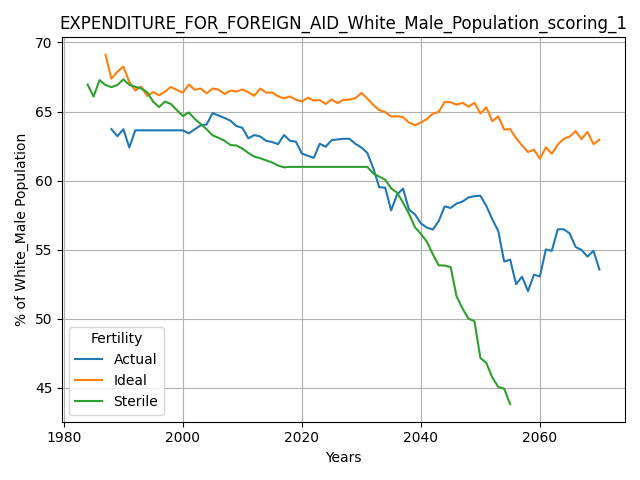 EXPENDITURE_FOR_FOREIGN_AID_White_Male_Population_scoring_1
% of White_Male Population
70
65
60
55
50
45
Fertility
Actual
Ideal
Sterile
1980
2000
2020
2040
2060
Years